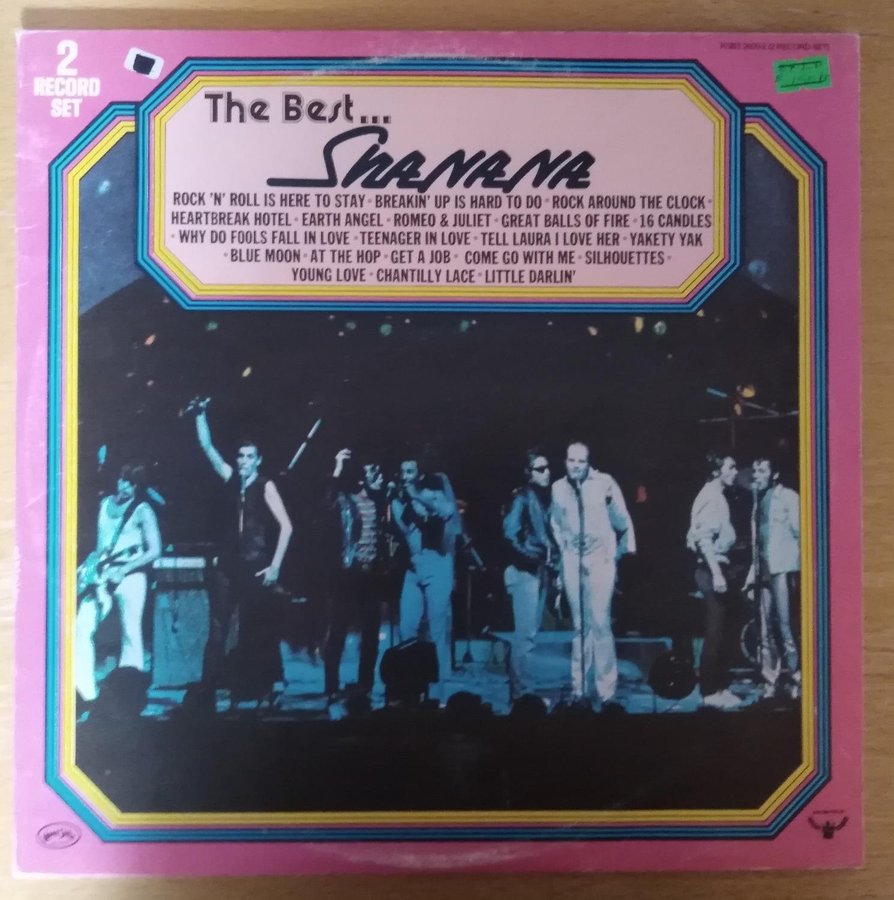 2
RECORD
SET
The Best...
SHANANA
ROCK 'N' ROLL IS HERE TO STAY • BREAKIN' UP IS HARD TO DO • ROCK AROUND THE CLOCK •
HEARTBREAK HOTEL • EARTH ANGEL • ROMEO & JULIET • GREAT BALLS OF FIRE • 16 CANDLES
• WHY DO FOOLS FALL IN LOVE • TEENAGER IN LOVE • TELL LAURA I LOVE HER • YAKETY YAK
• BLUE MOON • AT THE HOP • GET A JOB • COME GO WITH ME • SILHOUETTES •
YOUNG LOVE • CHANTILLY LACE • LITTLE DARLIN'